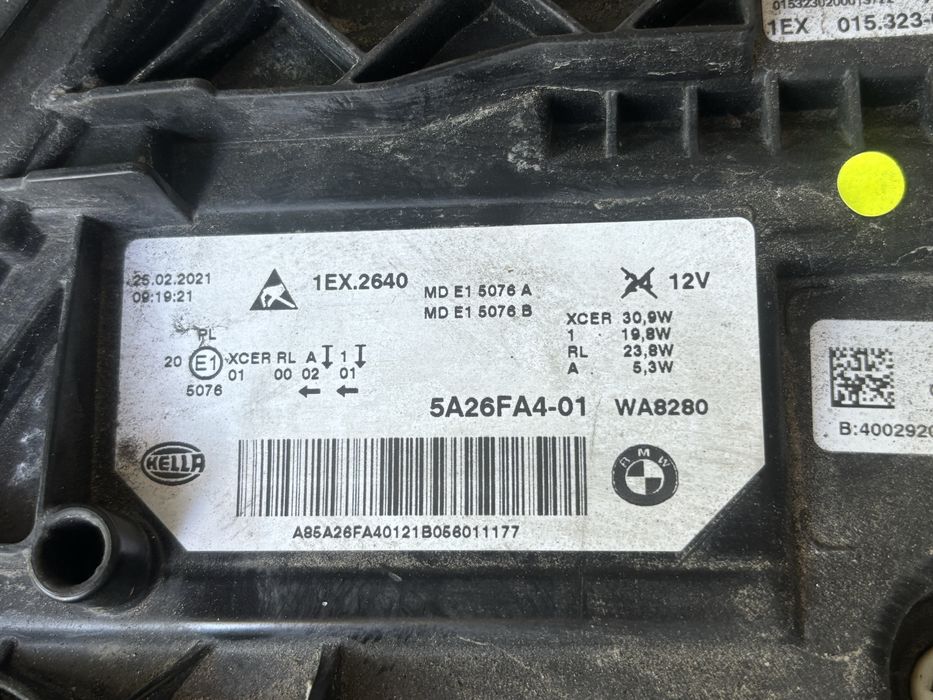 1EX 015.323-
25.02.2021
09:19:21
1EX.2640
MD E1 5076 A
MD E1 5076 B
24 12V
XCER 30,9W
1 19,8W
RL 23,8W
A 5,3W
PL
20 E1 XCER RL A 1
01 00 02 01
5076
5A26FA4-01 WA8280
HELLA
BMW
A85A26FA40121B056011177
B:4002920